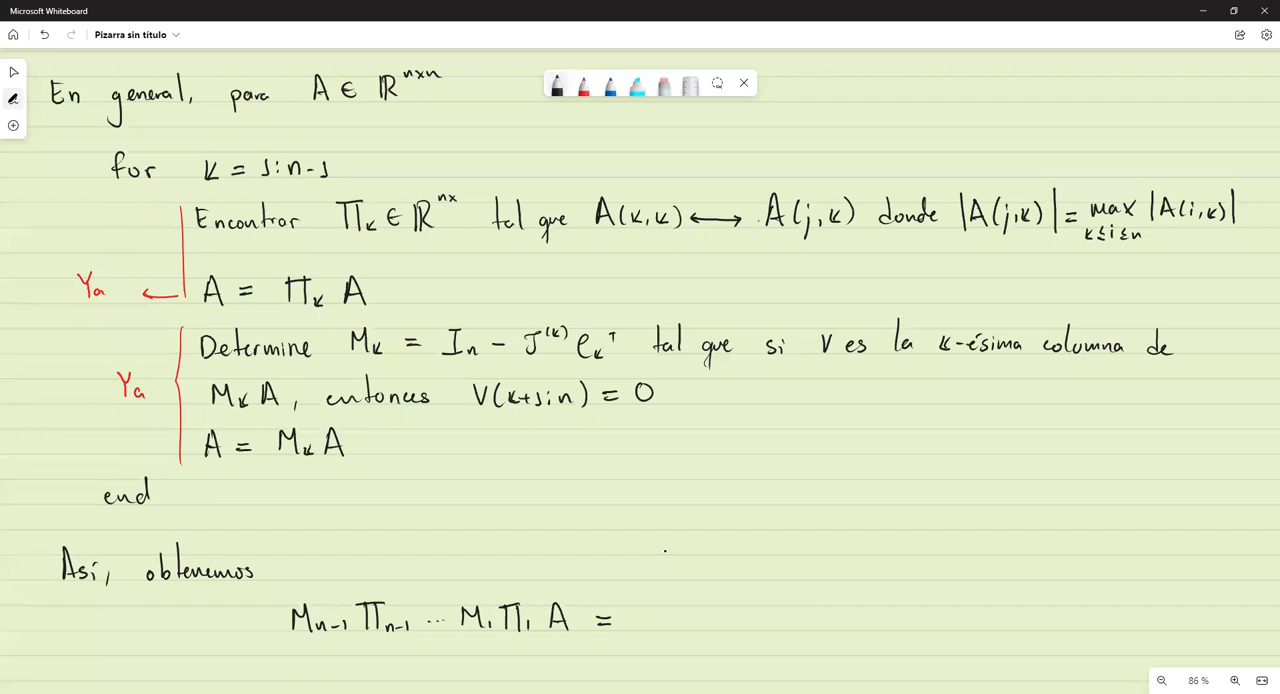 Microsoft Whiteboard
Pizarra sin título
En general, para A ∈ ℝ^{n×n}
for k = 1:n-1
Encontrar Π_k ∈ ℝ^{nx} tal que A(k,k) ⟷ A(j,k) donde |A(j,k)| = max_{k≤i≤n} |A(i,k)|
Ya ← A = Π_k A
Determine M_k = I_n - J^{(k)} e_k^T tal que si v es la k-ésima columna de
Ya
M_k A, entonces v(k+1:n) = 0
A = M_k A
end
Así, obtenemos
M_{n-1} Π_{n-1} ... M_1 Π_1 A =
86 %